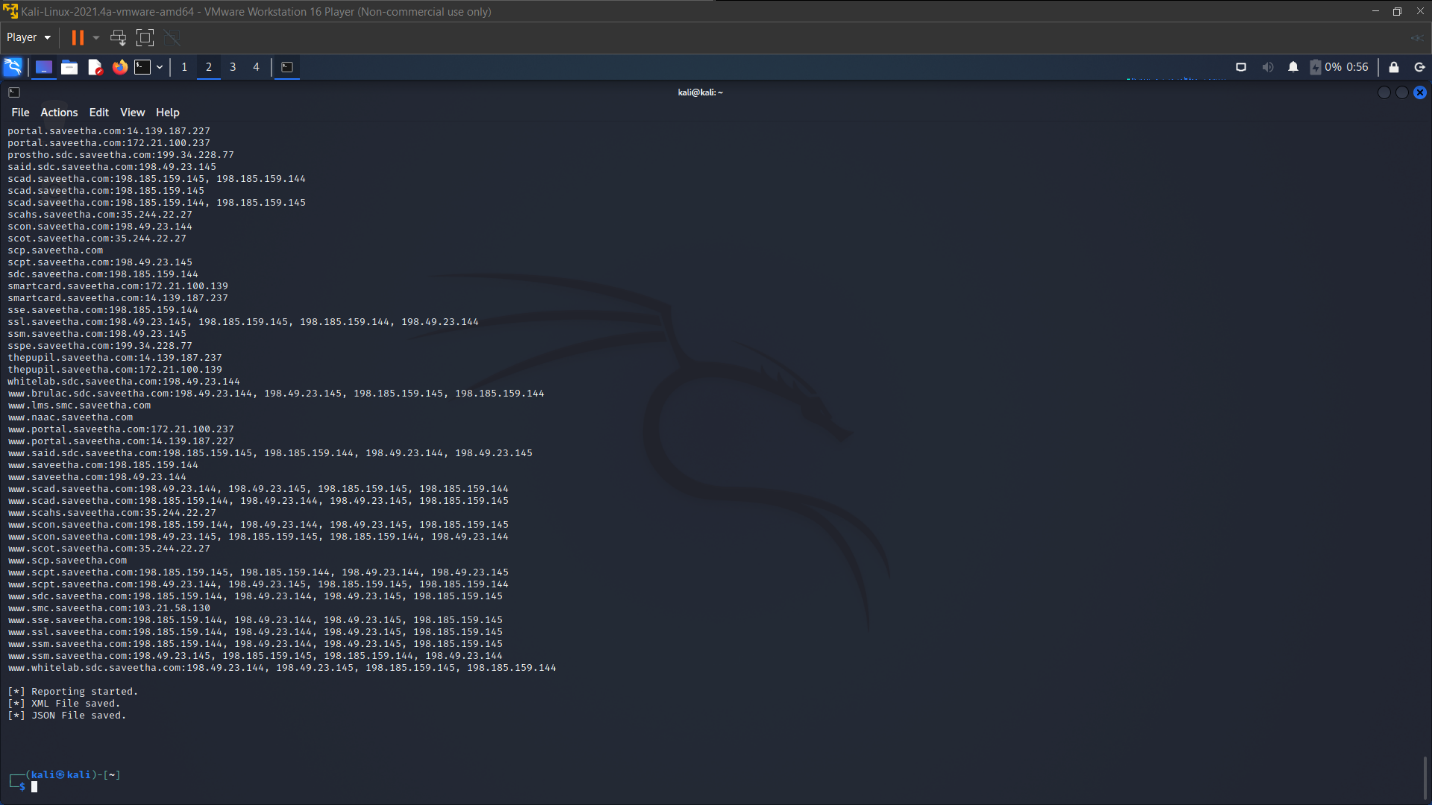 Kali-Linux-2021.4a-vmware-amd64 - VMware Workstation 16 Player (Non-commercial use only)
Player
1 2 3 4
0% 0:56
kali@kali: ~
File Actions Edit View Help
portal.saveetha.com:14.139.187.227
portal.saveetha.com:172.21.100.237
prostho.sdc.saveetha.com:199.34.228.77
said.sdc.saveetha.com:198.49.23.145
scad.saveetha.com:198.185.159.145, 198.185.159.144
scad.saveetha.com:198.185.159.145
scad.saveetha.com:198.185.159.144, 198.185.159.145
scahs.saveetha.com:35.244.22.27
scon.saveetha.com:198.49.23.144
scot.saveetha.com:35.244.22.27
scp.saveetha.com
scpt.saveetha.com:198.49.23.145
sdc.saveetha.com:198.185.159.144
smartcard.saveetha.com:172.21.100.139
smartcard.saveetha.com:14.139.187.237
sse.saveetha.com:198.185.159.144
ssl.saveetha.com:198.49.23.145, 198.185.159.145, 198.185.159.144, 198.49.23.144
ssm.saveetha.com:198.49.23.145
sspe.saveetha.com:199.34.228.77
thepupil.saveetha.com:14.139.187.237
thepupil.saveetha.com:172.21.100.139
whitelab.sdc.saveetha.com:198.49.23.144
www.brulac.sdc.saveetha.com:198.49.23.144, 198.49.23.145, 198.185.159.145, 198.185.159.144
www.lms.smc.saveetha.com
www.naac.saveetha.com
www.portal.saveetha.com:172.21.100.237
www.portal.saveetha.com:14.139.187.227
www.said.sdc.saveetha.com:198.185.159.145, 198.185.159.144, 198.49.23.144, 198.49.23.145
www.saveetha.com:198.185.159.144
www.saveetha.com:198.49.23.144
www.scad.saveetha.com:198.49.23.144, 198.49.23.145, 198.185.159.145, 198.185.159.144
www.scad.saveetha.com:198.185.159.144, 198.49.23.144, 198.49.23.145, 198.185.159.145
www.scahs.saveetha.com:35.244.22.27
www.scon.saveetha.com:198.185.159.144, 198.49.23.144, 198.49.23.145, 198.185.159.145
www.scon.saveetha.com:198.49.23.145, 198.185.159.145, 198.185.159.144, 198.49.23.144
www.scot.saveetha.com:35.244.22.27
www.scp.saveetha.com
www.scpt.saveetha.com:198.185.159.145, 198.185.159.144, 198.49.23.144, 198.49.23.145
www.scpt.saveetha.com:198.49.23.144, 198.49.23.145, 198.185.159.145, 198.185.159.144
www.sdc.saveetha.com:198.185.159.144, 198.49.23.144, 198.49.23.145, 198.185.159.145
www.smc.saveetha.com:103.21.58.130
www.sse.saveetha.com:198.185.159.144, 198.49.23.144, 198.49.23.145, 198.185.159.145
www.ssl.saveetha.com:198.185.159.144, 198.49.23.144, 198.49.23.145, 198.185.159.145
www.ssm.saveetha.com:198.185.159.144, 198.49.23.144, 198.49.23.145, 198.185.159.145
www.ssm.saveetha.com:198.49.23.145, 198.185.159.145, 198.185.159.144, 198.49.23.144
www.whitelab.sdc.saveetha.com:198.49.23.144, 198.49.23.145, 198.185.159.145, 198.185.159.144
[*] Reporting started.
[*] XML File saved.
[*] JSON File saved.
┌──(kali㉿kali)-[~]
└─$